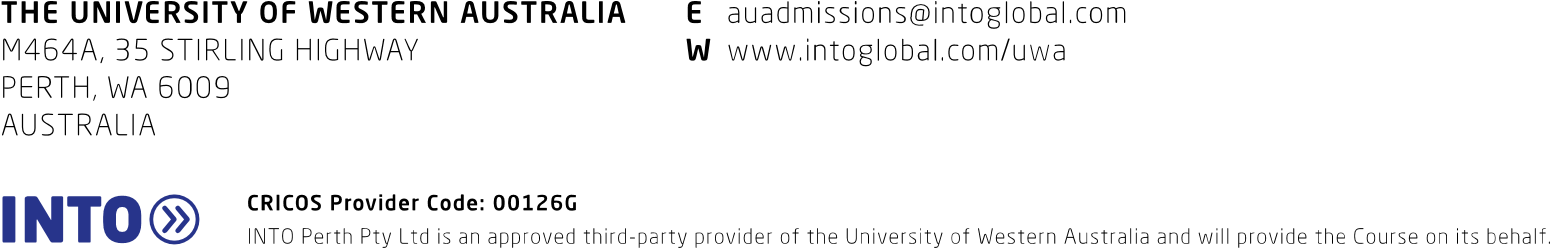 THE UNIVERSITY OF WESTERN AUSTRALIA
M464A, 35 STIRLING HIGHWAY
PERTH, WA 6009
AUSTRALIA
E auadmissions@intoglobal.com
W www.intoglobal.com/uwa
INTO
CRICOS Provider Code: 00126G
INTO Perth Pty Ltd is an approved third-party provider of the University of Western Australia and will provide the Course on its behalf.